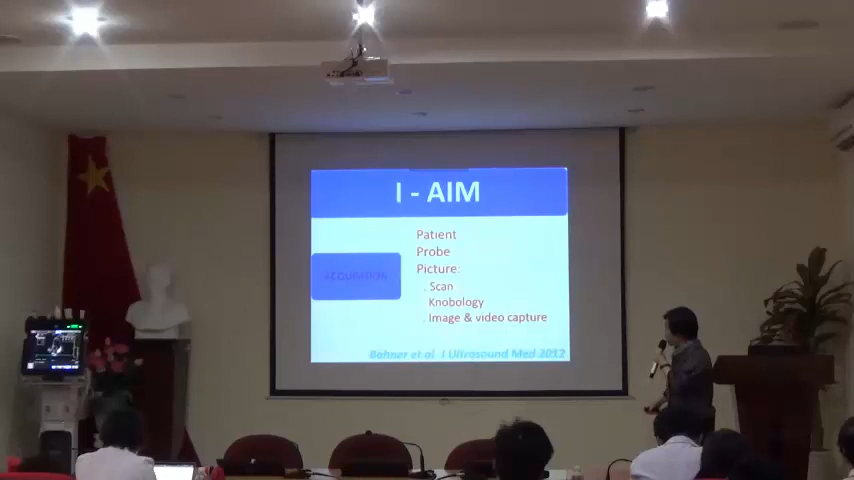 I - AIM
Patient
Probe
ACQUISITION
Picture:
. Scan
Knobology
. Image & video capture
Bahner et al. J Ultrasound Med 2012